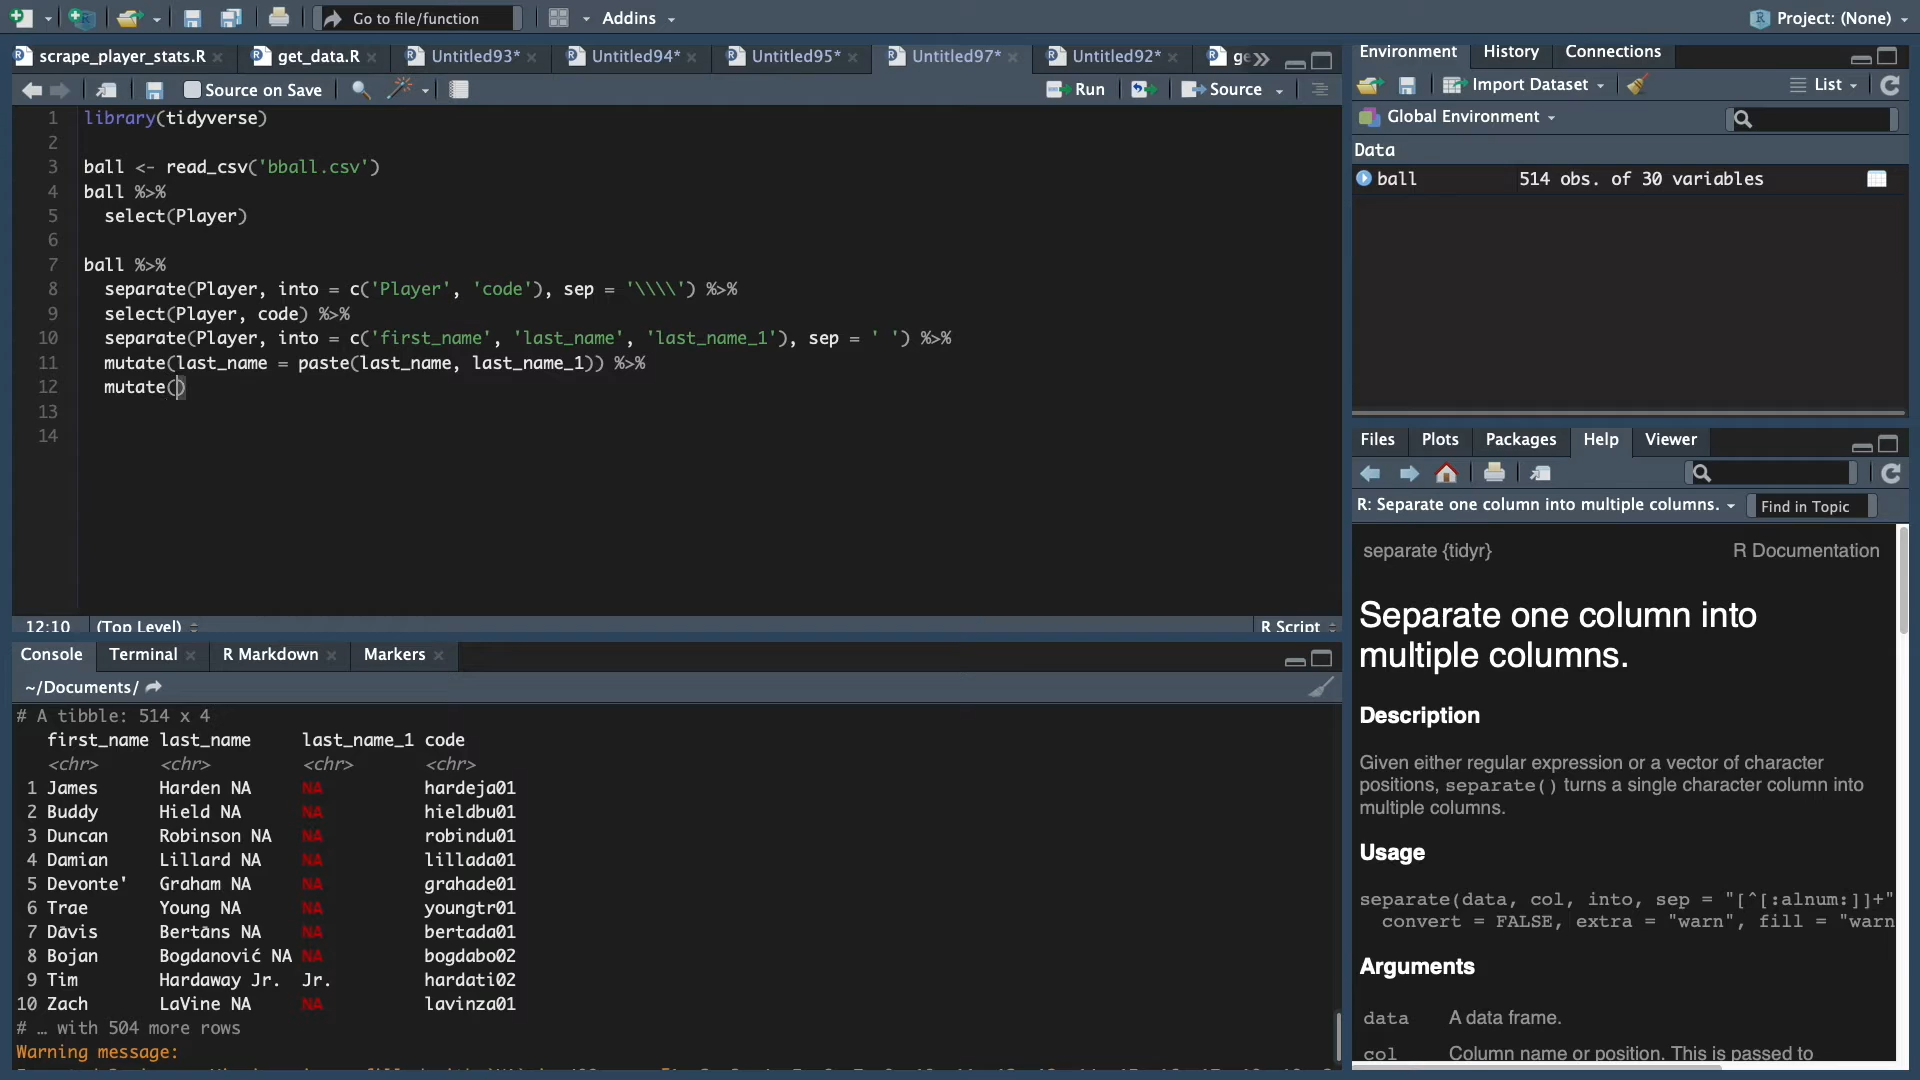 Go to file/function
Addins
Project: (None)
scrape_player_stats.R
get_data.R
Untitled93*
Untitled94*
Untitled95*
Untitled97*
Untitled92*
Source on Save
Run
Source
1 library(tidyverse)
2
3 ball <- read_csv('bball.csv')
4 ball %>%
5 select(Player)
6
7 ball %>%
8 separate(Player, into = c('Player', 'code'), sep = '\\\\') %>%
9 select(Player, code) %>%
10 separate(Player, into = c('first_name', 'last_name', 'last_name_1'), sep = ' ') %>%
11 mutate(last_name = paste(last_name, last_name_1)) %>%
12 mutate()
13
14
12:10 (Top Level) R Script
Console Terminal R Markdown Markers
~/Documents/
# A tibble: 514 x 4
first_name last_name last_name_1 code
<chr> <chr> <chr> <chr>
1 James Harden NA NA hardeja01
2 Buddy Hield NA NA hieldbu01
3 Duncan Robinson NA NA robindu01
4 Damian Lillard NA NA lillada01
5 Devonte' Graham NA NA grahade01
6 Trae Young NA NA youngtr01
7 Dāvis Bertāns NA NA bertada01
8 Bojan Bogdanović NA NA bogdabo02
9 Tim Hardaway Jr. Jr. hardati02
10 Zach LaVine NA NA lavinza01
# … with 504 more rows
Warning message:
Environment History Connections
Import Dataset List
Global Environment
Data
ball 514 obs. of 30 variables
Files Plots Packages Help Viewer
R: Separate one column into multiple columns. Find in Topic
separate {tidyr} R Documentation
Separate one column into
multiple columns.
Description
Given either regular expression or a vector of character
positions, separate() turns a single character column into
multiple columns.
Usage
separate(data, col, into, sep = "[^[:alnum:]]+"
convert = FALSE, extra = "warn", fill = "warn
Arguments
data A data frame.
col Column name or position. This is passed to